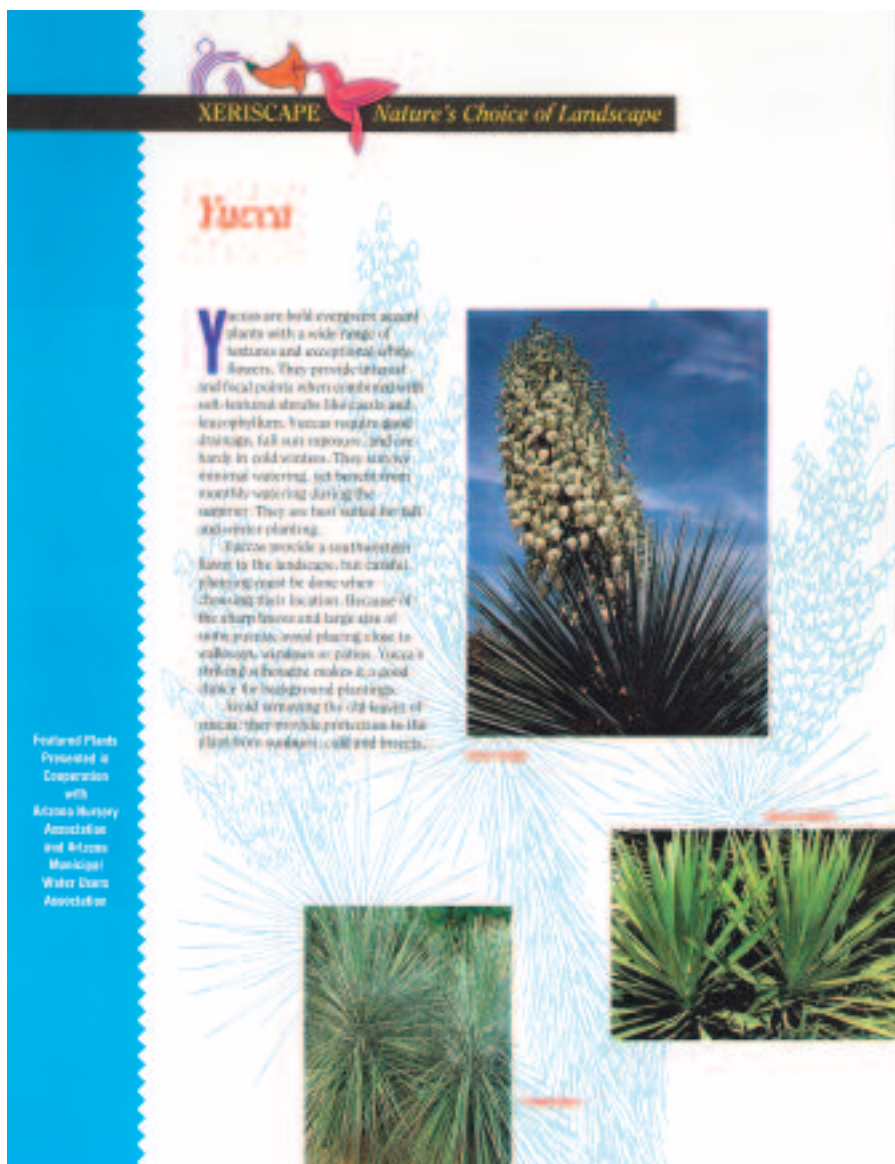 XERISCAPE Nature's Choice of Landscape
Yucca
Yuccas are bold evergreen accent
plants with a wide range of
textures and exceptional white
flowers. They provide interest
and focal points when combined with
soft-textured shrubs like cassia and
leucophyllum. Yuccas require good
drainage, full sun exposure, and are
hardy in cold winters. They survive
minimal watering, yet benefit from
monthly watering during the
summer. They are best suited for fall
and winter planting.
Yuccas provide a southwestern
flavor to the landscape, but careful
planning must be done when
choosing their location. Because of
the sharp leaves and large size of
some yuccas, avoid placing close to
walkways, windows or patios. Yucca's
striking silhouette makes it a good
choice for background plantings.
Avoid removing the old leaves of
yuccas; they provide protection to the
plant from sunburn, cold and insects.
Featured Plants
Presented in
Cooperation
with
Arizona Nursery
Association
and Arizona
Municipal
Water Users
Association